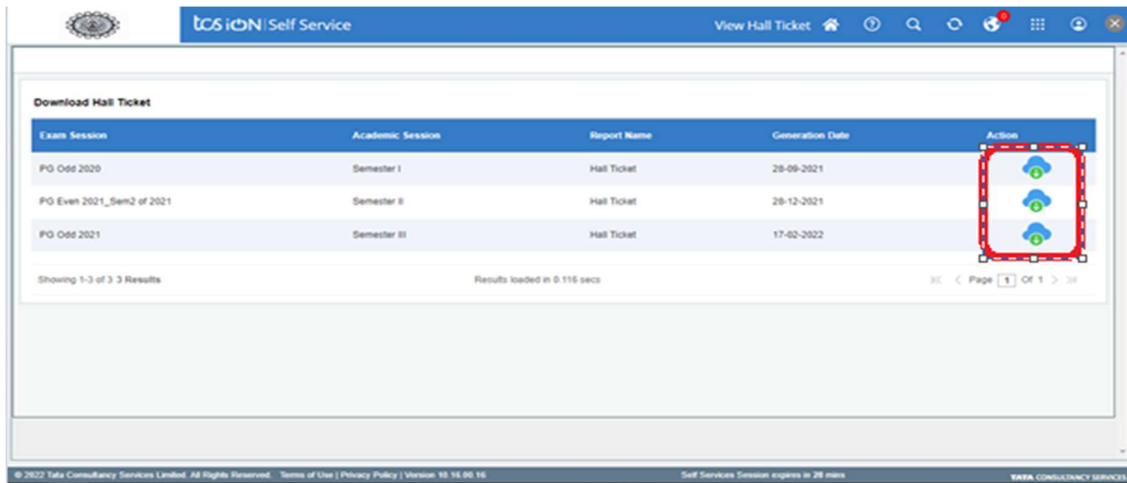 tCS iON | Self Service View Hall Ticket 0
Download Hall Ticket
Exam Session Academic Session Report Name Generation Date Action
PG Odd 2020 Semester I Hall Ticket 28-09-2021
PG Even 2021_Sem2 of 2021 Semester II Hall Ticket 28-12-2021
PG Odd 2021 Semester III Hall Ticket 17-02-2022
Showing 1-3 of 3 3 Results Results loaded in 0.116 secs Page 1 Of 1
© 2022 Tata Consultancy Services Limited. All Rights Reserved. Terms of Use | Privacy Policy | Version 10.16.00.16 Self Services Session expires in 20 mins TATA CONSULTANCY SERVICES